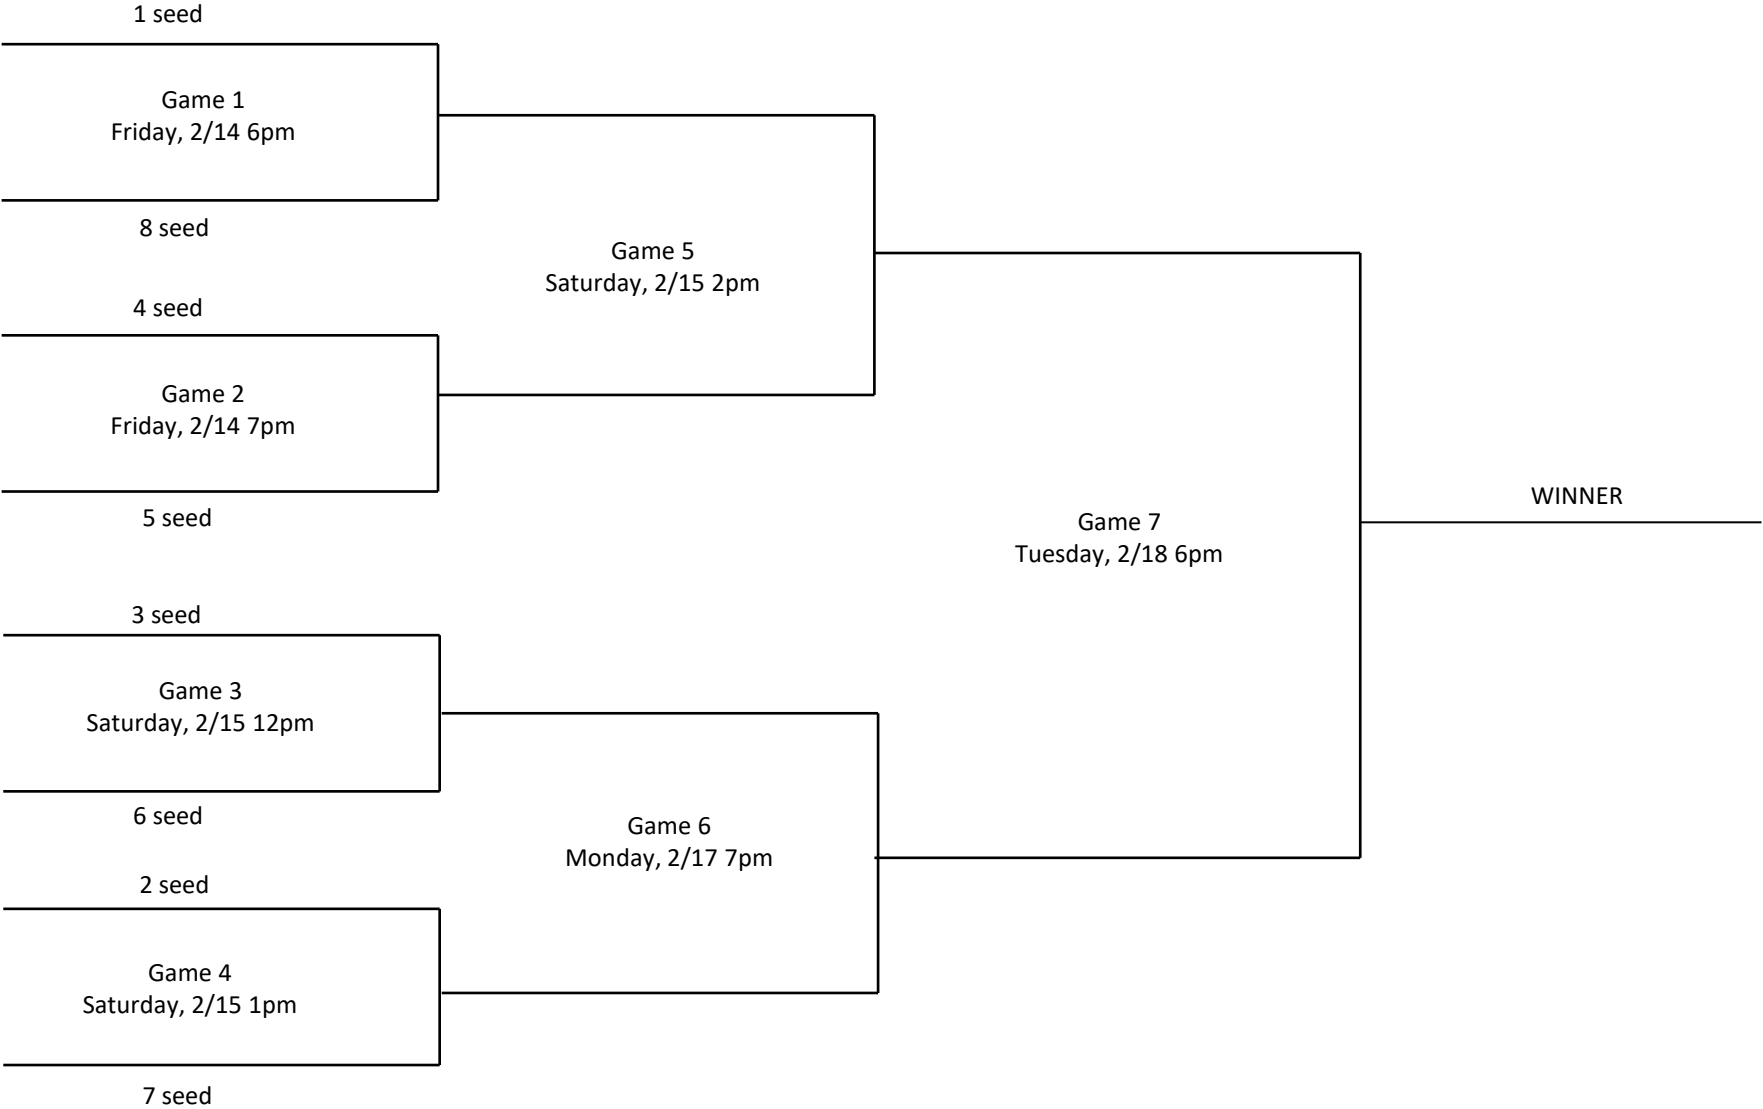 1 seed
Game 1
Friday, 2/14 6pm
8 seed
Game 5
Saturday, 2/15 2pm
4 seed
Game 2
Friday, 2/14 7pm
5 seed
WINNER
Game 7
Tuesday, 2/18 6pm
3 seed
Game 3
Saturday, 2/15 12pm
6 seed
Game 6
Monday, 2/17 7pm
2 seed
Game 4
Saturday, 2/15 1pm
7 seed